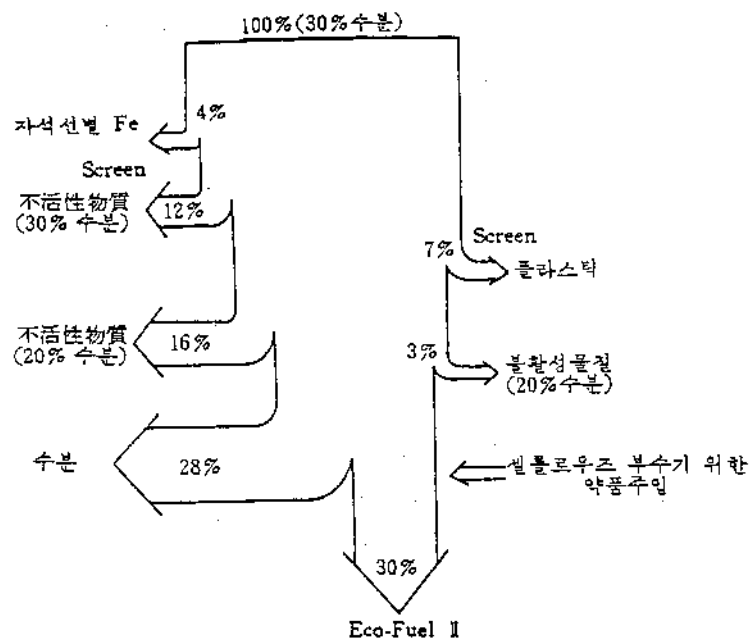 100%(30%수분)
4%
자석선별 Fe
Screen
不活性物質
(30% 수분)
12%
Screen
7%
플라스틱
不活性物質
(20% 수분)
16%
3%
불활성물질
(20%수분)
수분
28%
셀룰로우즈 부수기 위한
약품주입
30%
Eco-Fuel Ⅱ